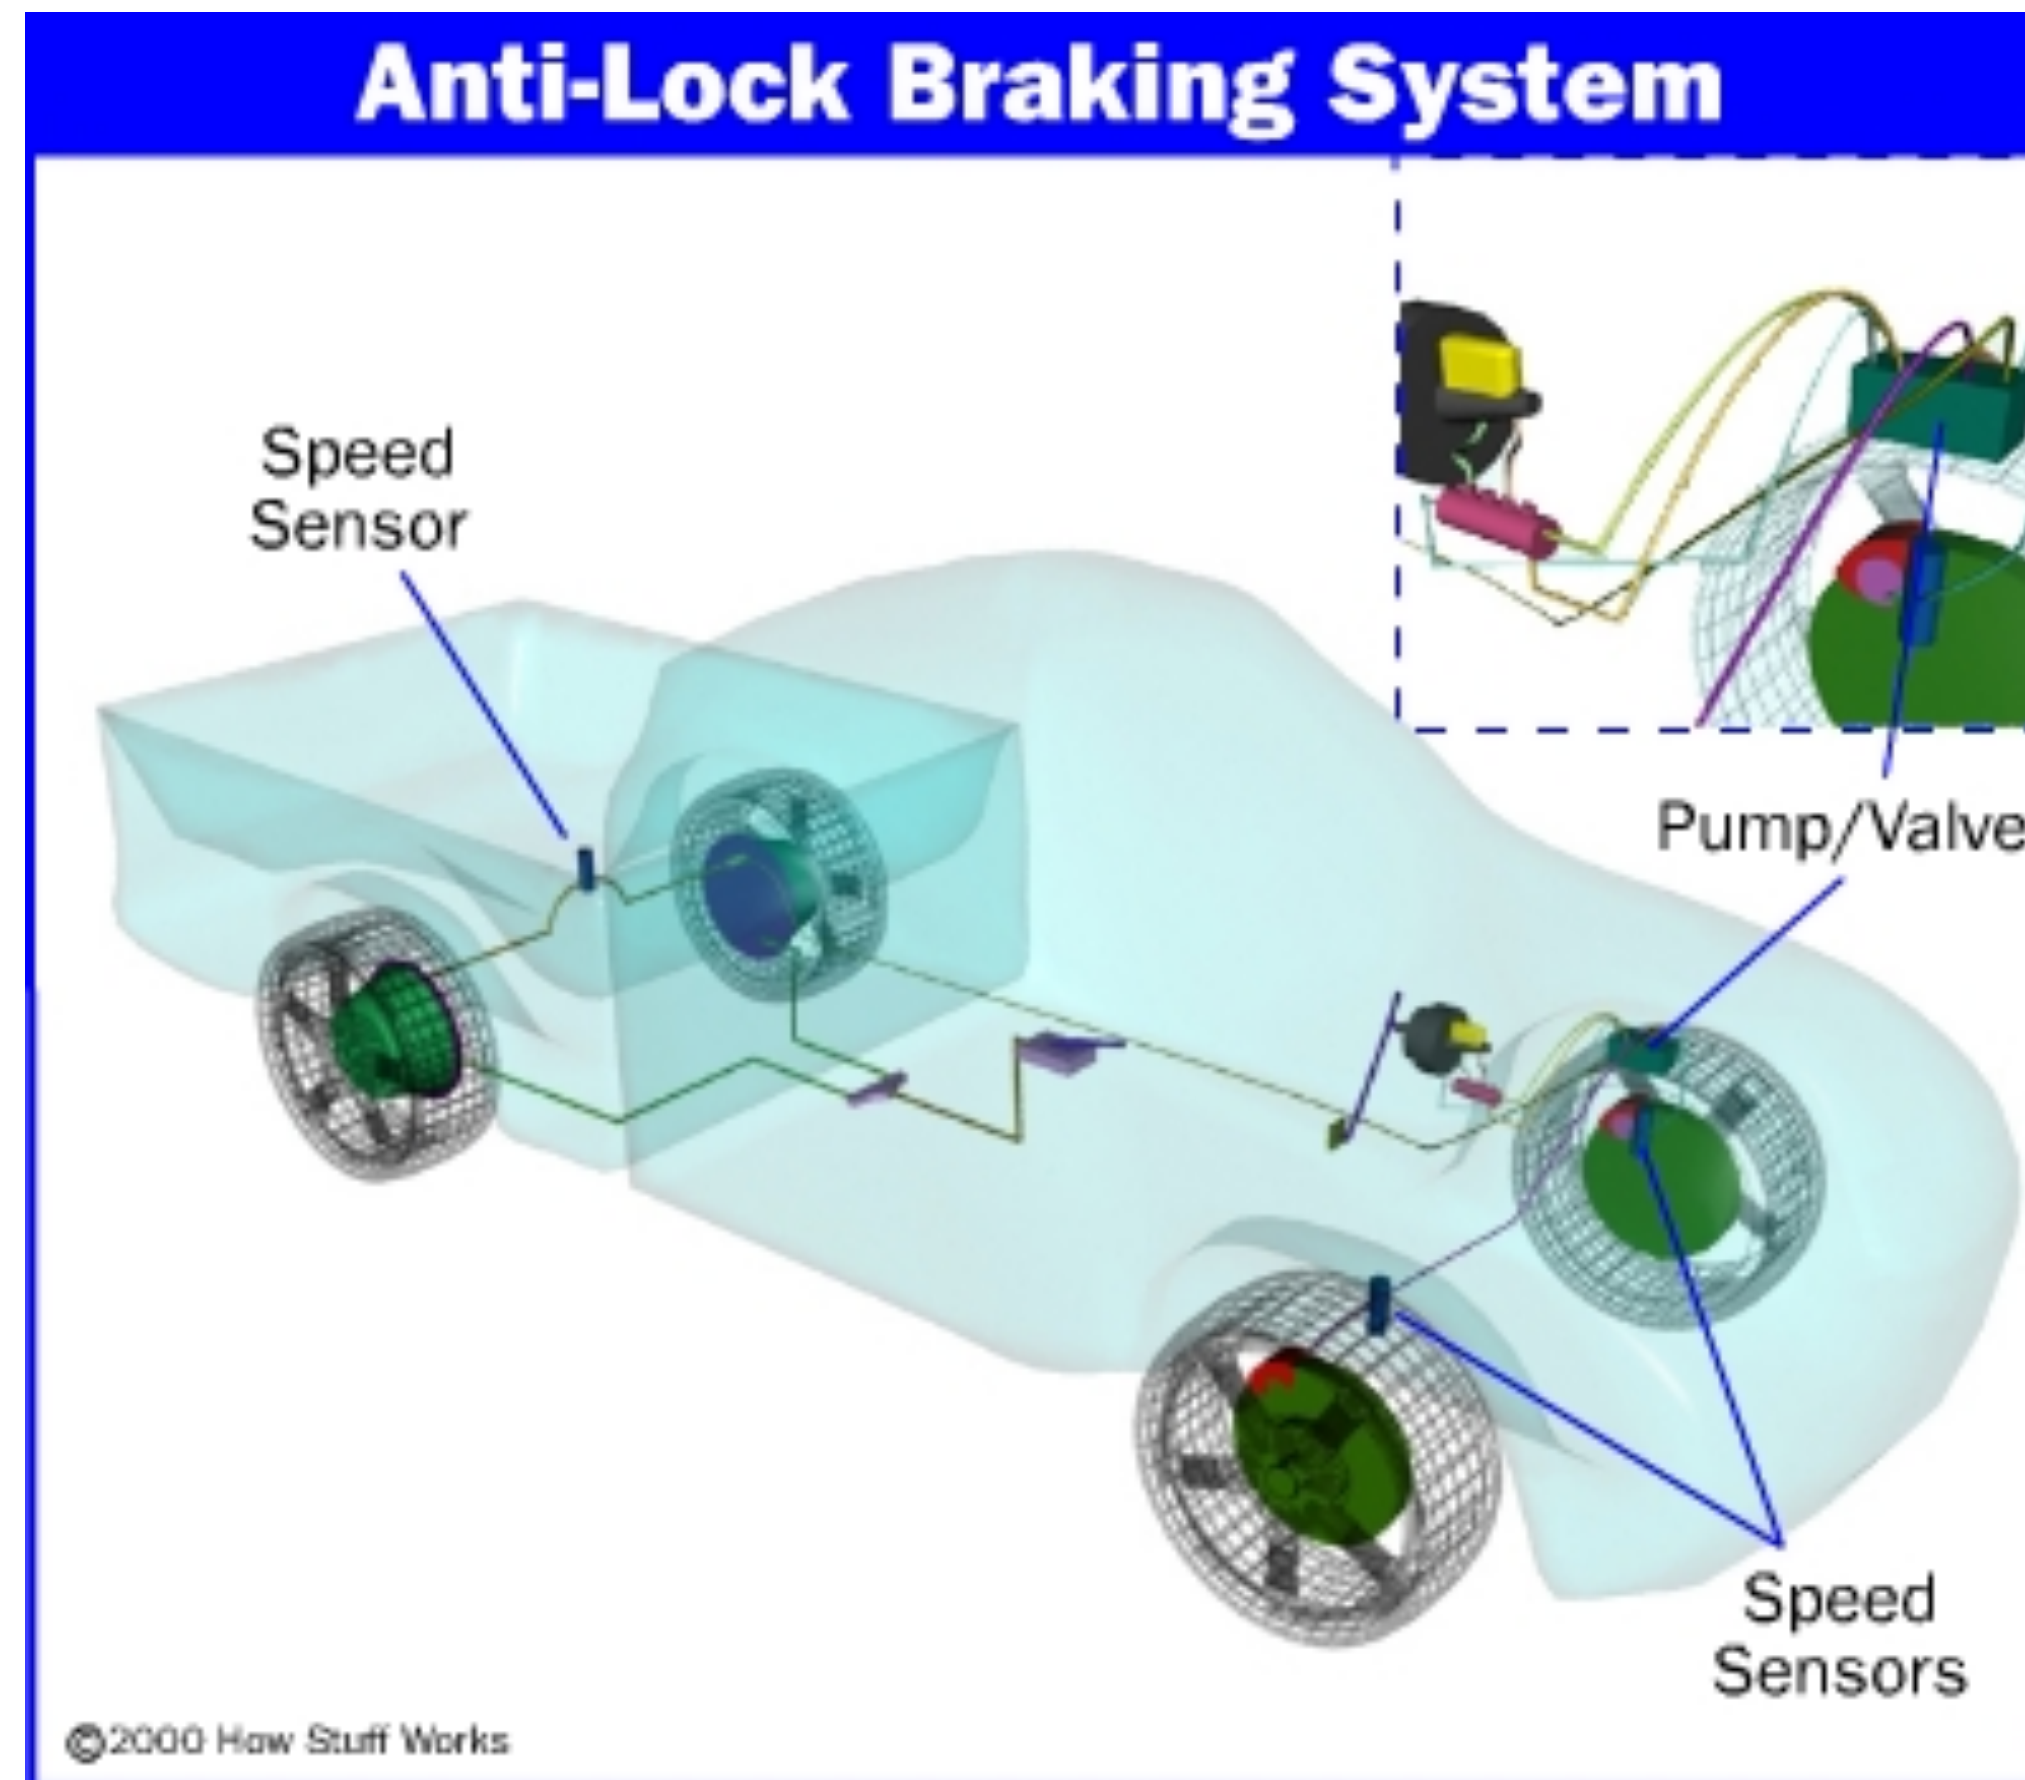 Anti-Lock Braking System
Speed
Sensor
Pump/Valve
Speed
Sensors
©2000 How Stuff Works